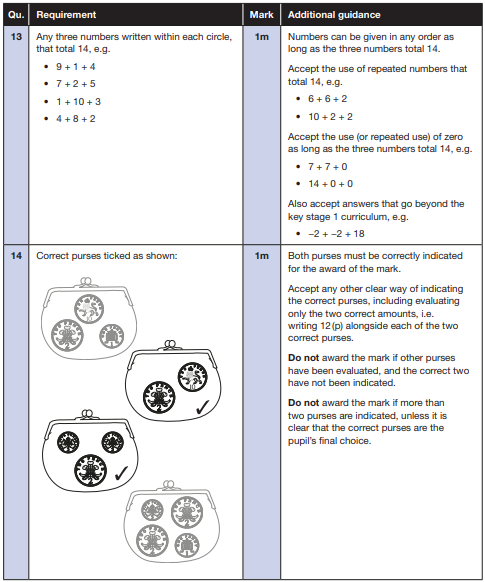 Qu. Requirement Mark Additional guidance
13 Any three numbers written within each circle, 1m Numbers can be given in any order as
that total 14, e.g. long as the three numbers total 14.
• 9 + 1 + 4
• 7 + 2 + 5
• 1 + 10 + 3
• 4 + 8 + 2
Accept the use of repeated numbers that
total 14, e.g.
• 6 + 6 + 2
• 10 + 2 + 2
Accept the use (or repeated use) of zero
as long as the three numbers total 14, e.g.
• 7 + 7 + 0
• 14 + 0 + 0
Also accept answers that go beyond the
key stage 1 curriculum, e.g.
• −2 + −2 + 18
14 Correct purses ticked as shown: 1m Both purses must be correctly indicated
for the award of the mark.
Accept any other clear way of indicating
the correct purses, including evaluating
only the two correct amounts, i.e.
writing 12 (p) alongside each of the two
correct purses.
Do not award the mark if other purses
have been evaluated, and the correct two
have not been indicated.
Do not award the mark if more than
two purses are indicated, unless it is
clear that the correct purses are the
pupil's final choice.